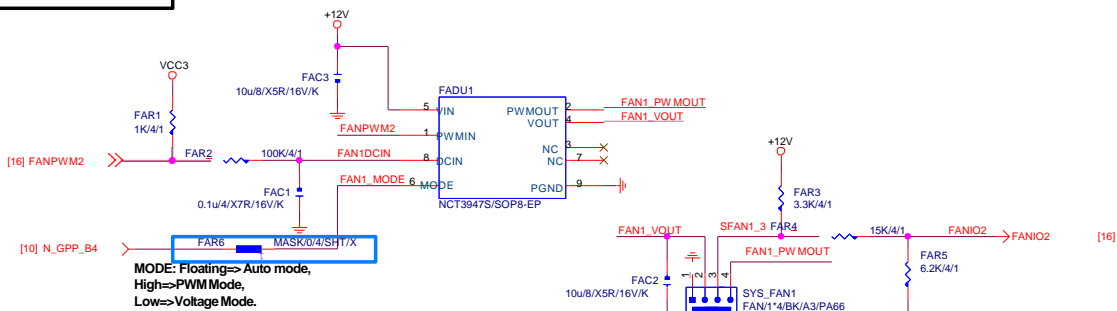 +12V
VCC3
FAC3
10u/8/X5R/16V/K
FADU1
FAR1
1K/4/1
5
VIN
PWMOUT
2
FAN1_PWMOUT
VOUT
4
FAN1_VOUT
FANPWM2
1
PWMIN
NC
3
[16] FANPWM2
FAR2
100K/4/1
FAN1DCIN
8
DCIN
NC
7
+12V
FAN1_MODE
6
MODE
PGND
9
FAC1
0.1u/4/X7R/16V/K
NCT3947S/SOP8-EP
FAR3
3.3K/4/1
[10] N_GPP_B4
FAR6
MASK/0/4/SHT/X
FAN1_VOUT
SFAN1_3
FAR4
15K/4/1
FANIO2
FANIO2
[16]
MODE: Floating=> Auto mode,
High=>PWM Mode,
Low=>Voltage Mode.
FAN1_PWMOUT
FAR5
6.2K/4/1
FAC2
10u/8/X5R/16V/K
1
2
3
4
SYS_FAN1
FAN/1*4/BK/A3/PA66